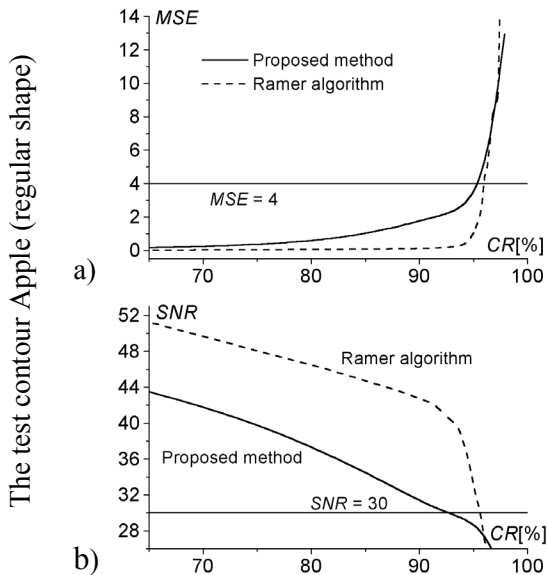 The test contour Apple (regular shape)
a)
MSE
14
12
10
8
6
4
2
0
Proposed method
Ramer algorithm
MSE = 4
CR[%]
70
80
90
100
b)
SNR
52
48
44
40
36
32
28
Ramer algorithm
Proposed method
SNR = 30
CR[%]
70
80
90
100